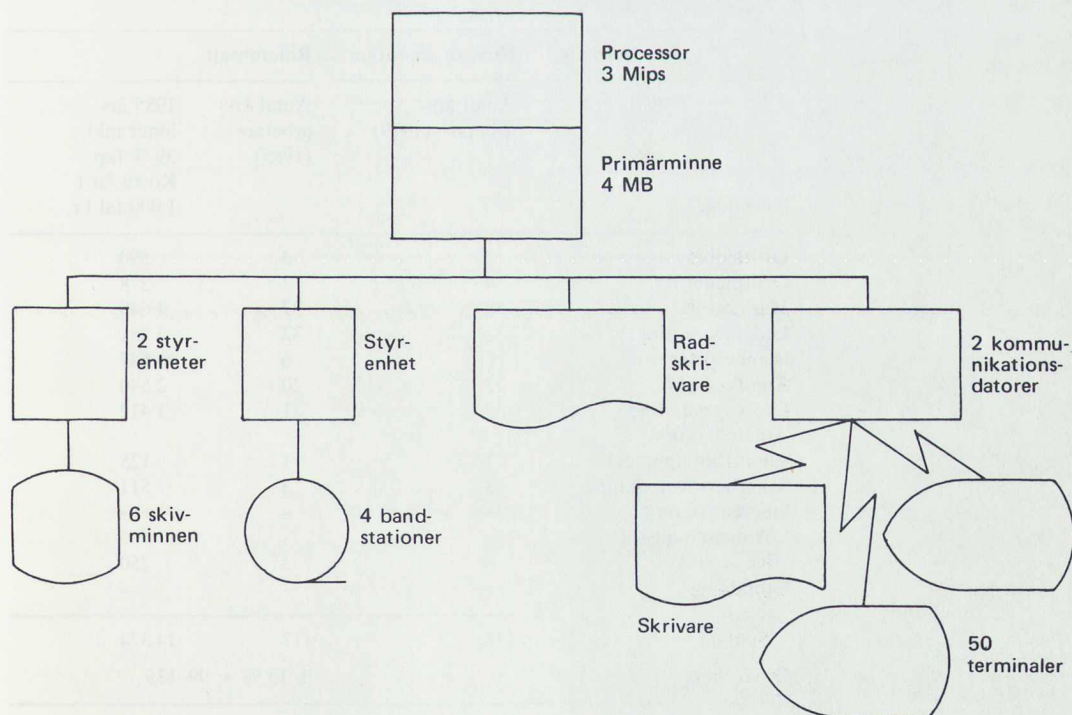 Processor
3 Mips
Primärminne
4 MB
2 styr-
enheter
Styr-
enhet
Rad-
skri-
vare
2 kommu-
nikations-
datorer
6 skiv-
minnen
4 band-
stationer
Skrivare
50
terminaler